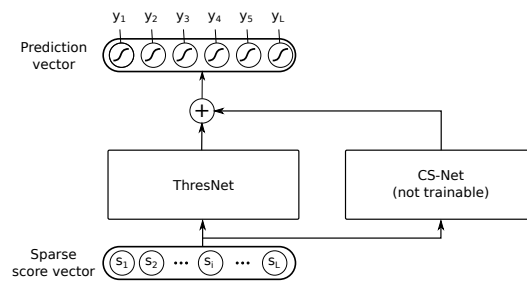 y1 y2 y3 y4 y5 yL
Prediction
vector
+
ThresNet
CS-Net
(not trainable)
Sparse
score vector
s1 s2 ... si ... sL